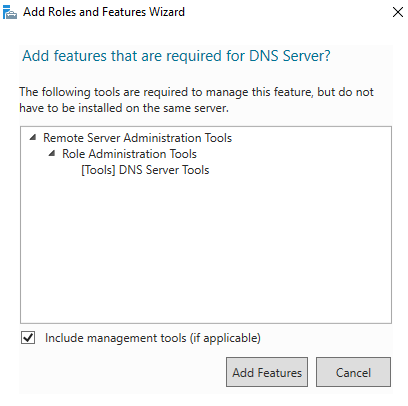 Add Roles and Features Wizard
Add features that are required for DNS Server?
The following tools are required to manage this feature, but do not
have to be installed on the same server.
Remote Server Administration Tools
Role Administration Tools
[Tools] DNS Server Tools
Include management tools (if applicable)
Add Features
Cancel